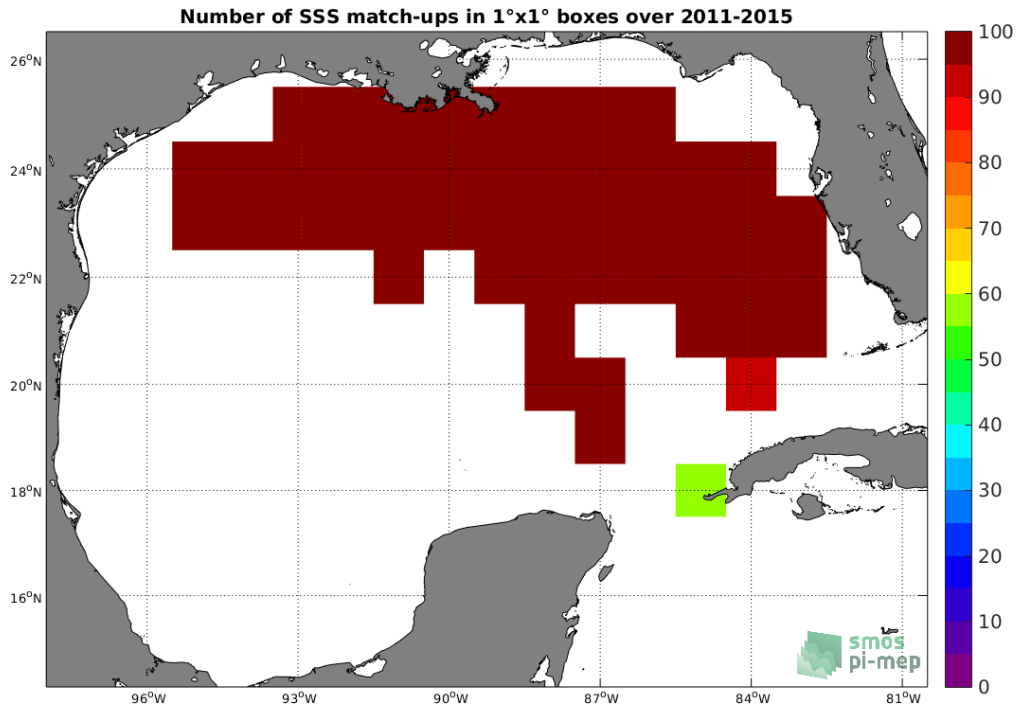 Number of SSS match-ups in 1°x1° boxes over 2011-2015
26°N
24°N
22°N
20°N
18°N
16°N
96°W
93°W
90°W
87°W
84°W
81°W
100
90
80
70
60
50
40
30
20
10
0
smos
pi-mep